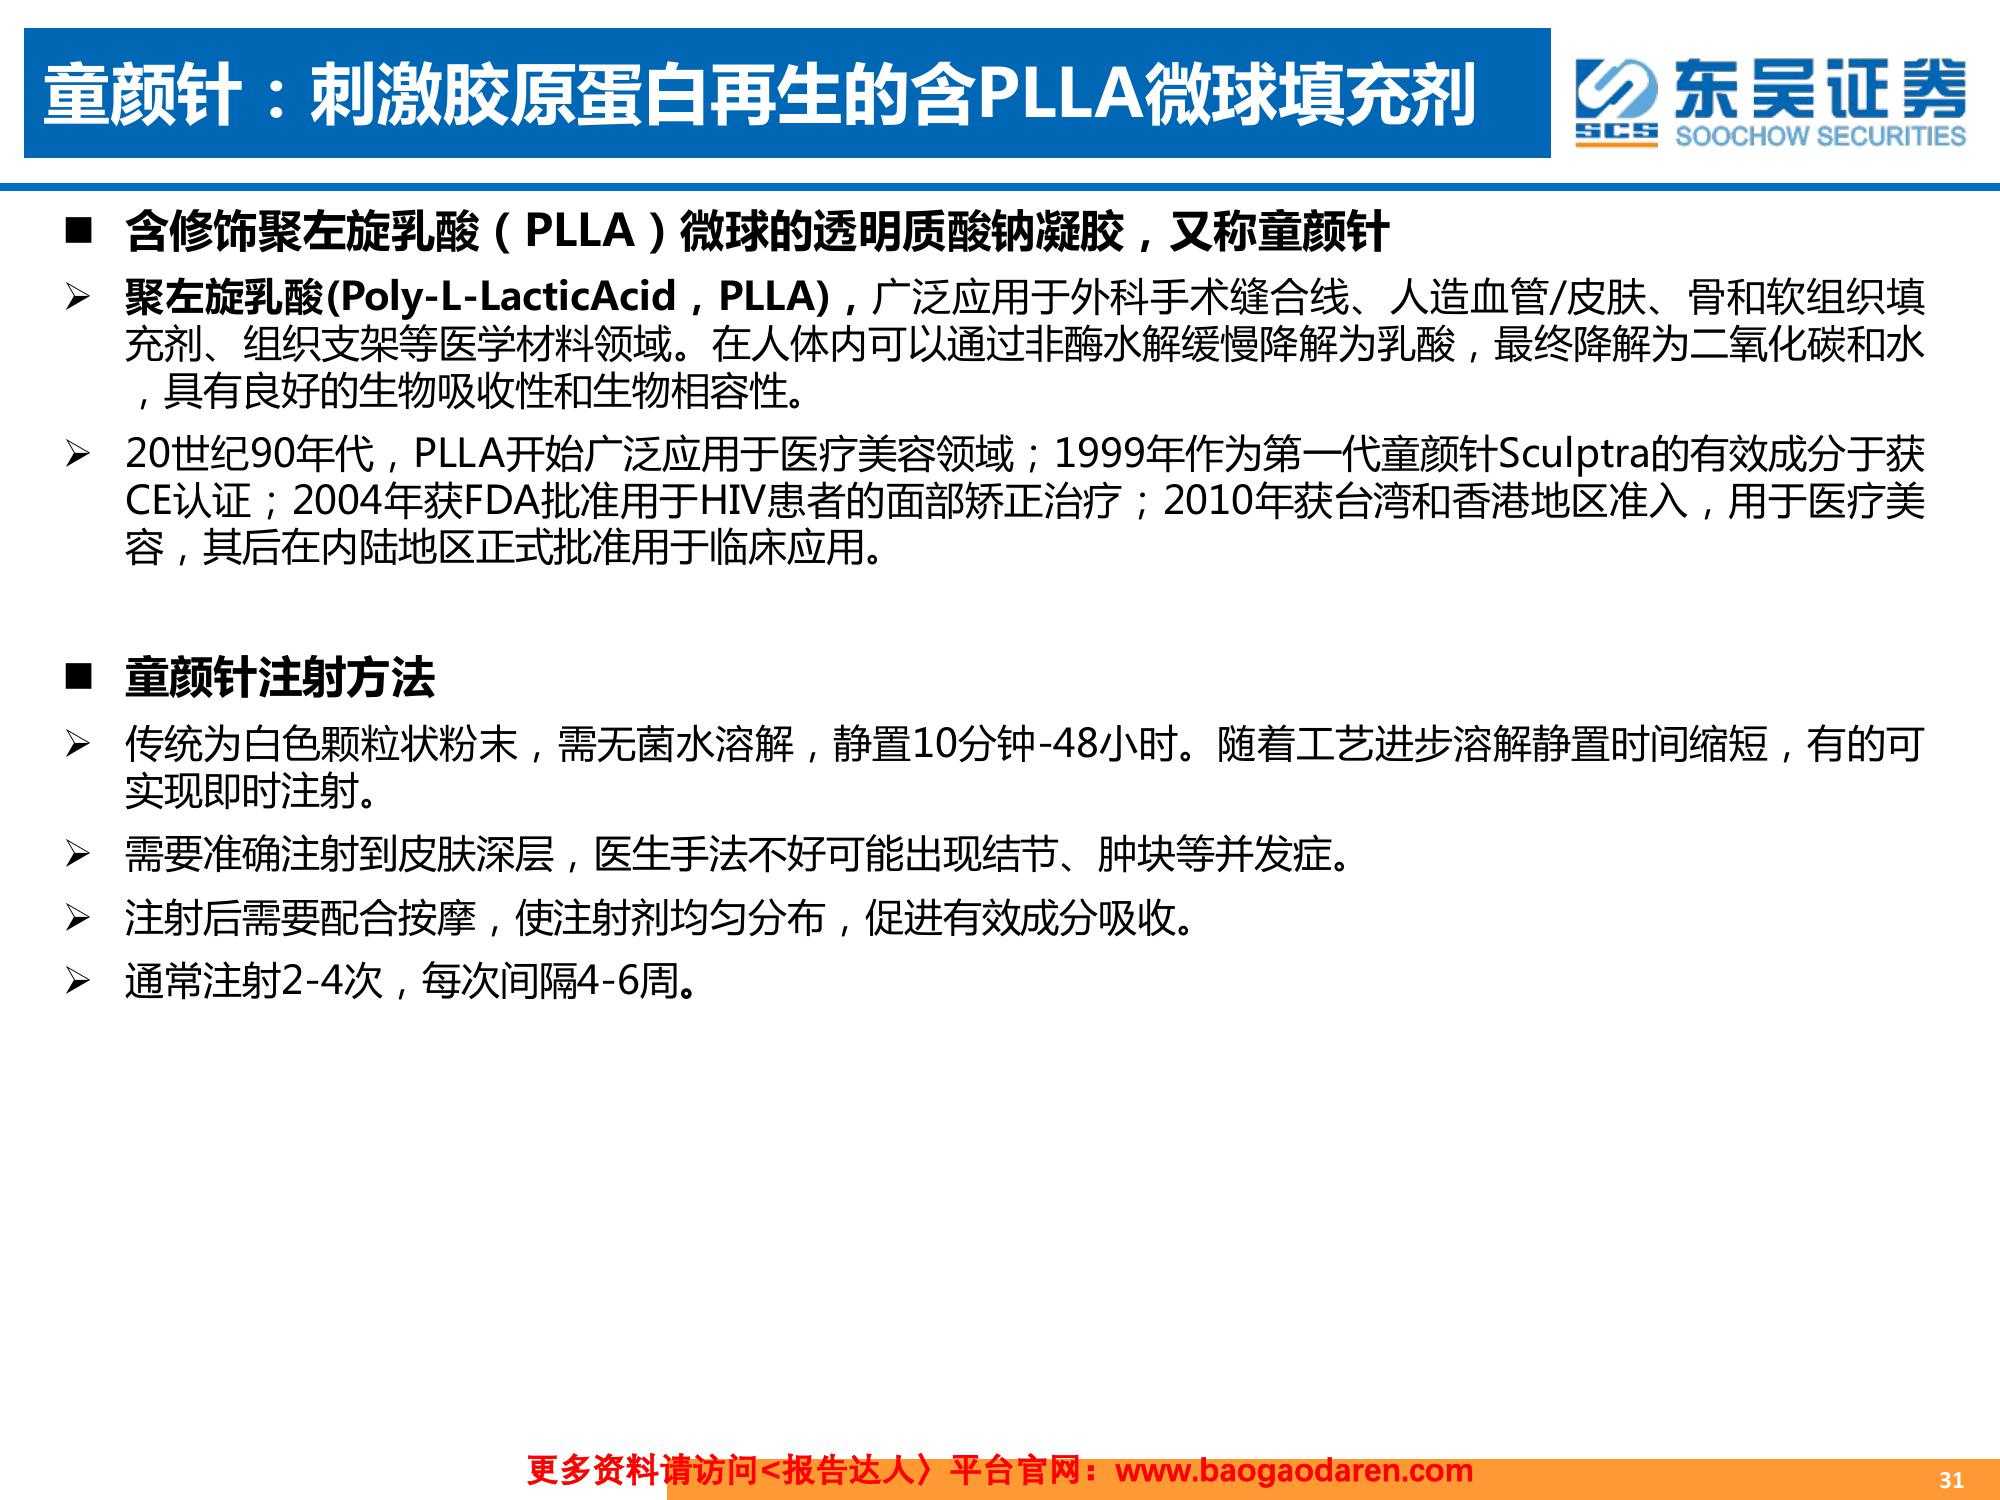 童颜针：刺激胶原蛋白再生的含PLLA微球填充剂
SCS
东吴证券
SOOCHOW SECURITIES
■ 含修饰聚左旋乳酸（PLLA）微球的透明质酸钠凝胶，又称童颜针
➢ 聚左旋乳酸(Poly-L-LacticAcid，PLLA)，广泛应用于外科手术缝合线、人造血管/皮肤、骨和软组织填
充剂、组织支架等医学材料领域。在人体内可以通过非酶水解缓慢降解为乳酸，最终降解为二氧化碳和水
，具有良好的生物吸收性和生物相容性。
➢ 20世纪90年代，PLLA开始广泛应用于医疗美容领域；1999年作为第一代童颜针Sculptra的有效成分于获
CE认证；2004年获FDA批准用于HIV患者的面部矫正治疗；2010年获台湾和香港地区准入，用于医疗美
容，其后在内陆地区正式批准用于临床应用。
■ 童颜针注射方法
➢ 传统为白色颗粒状粉末，需无菌水溶解，静置10分钟-48小时。随着工艺进步溶解静置时间缩短，有的可
实现即时注射。
➢ 需要准确注射到皮肤深层，医生手法不好可能出现结节、肿块等并发症。
➢ 注射后需要配合按摩，使注射剂均匀分布，促进有效成分吸收。
➢ 通常注射2-4次，每次间隔4-6周。
更多资料请访问<报告达人〉平台官网：www.baogaodaren.com
31